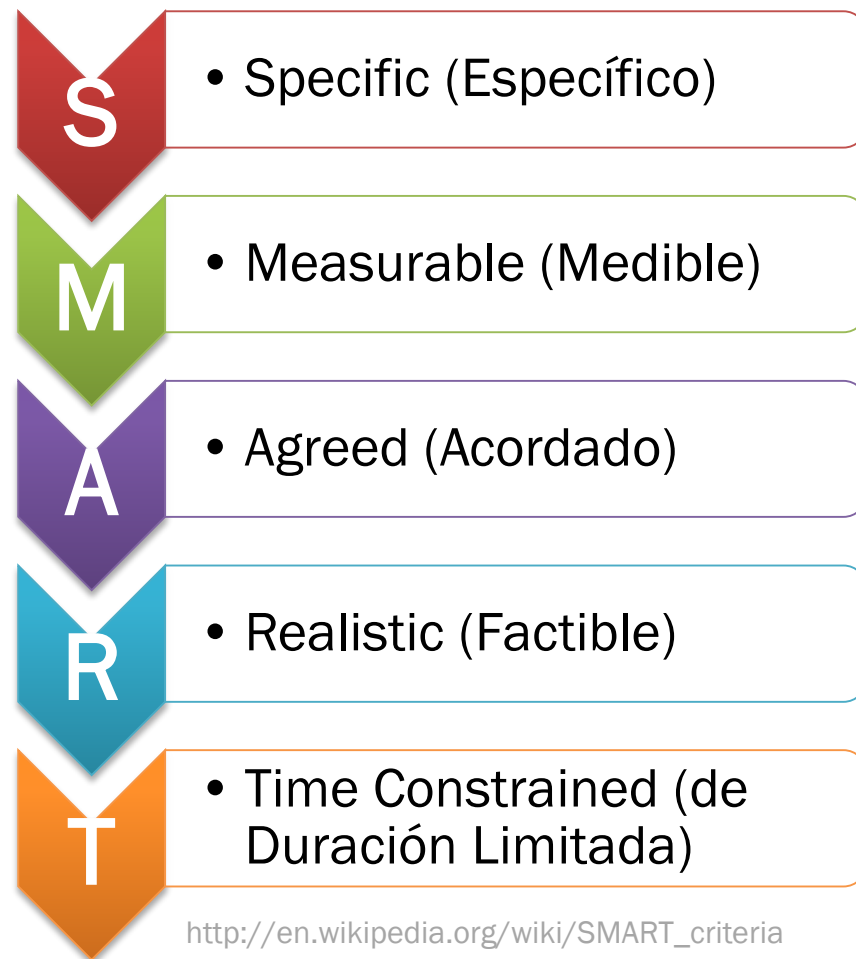 S
• Specific (Específico)
M
• Measurable (Medible)
A
• Agreed (Acordado)
R
• Realistic (Factible)
T
• Time Constrained (de
Duración Limitada)
http://en.wikipedia.org/wiki/SMART_criteria